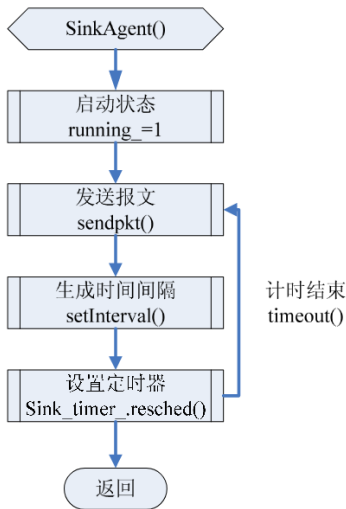 SinkAgent()
启动状态
running_=1
发送报文
sendpkt()
生成时间间隔
setInterval()
计时结束
timeout()
设置定时器
Sink_timer_.resched()
返回